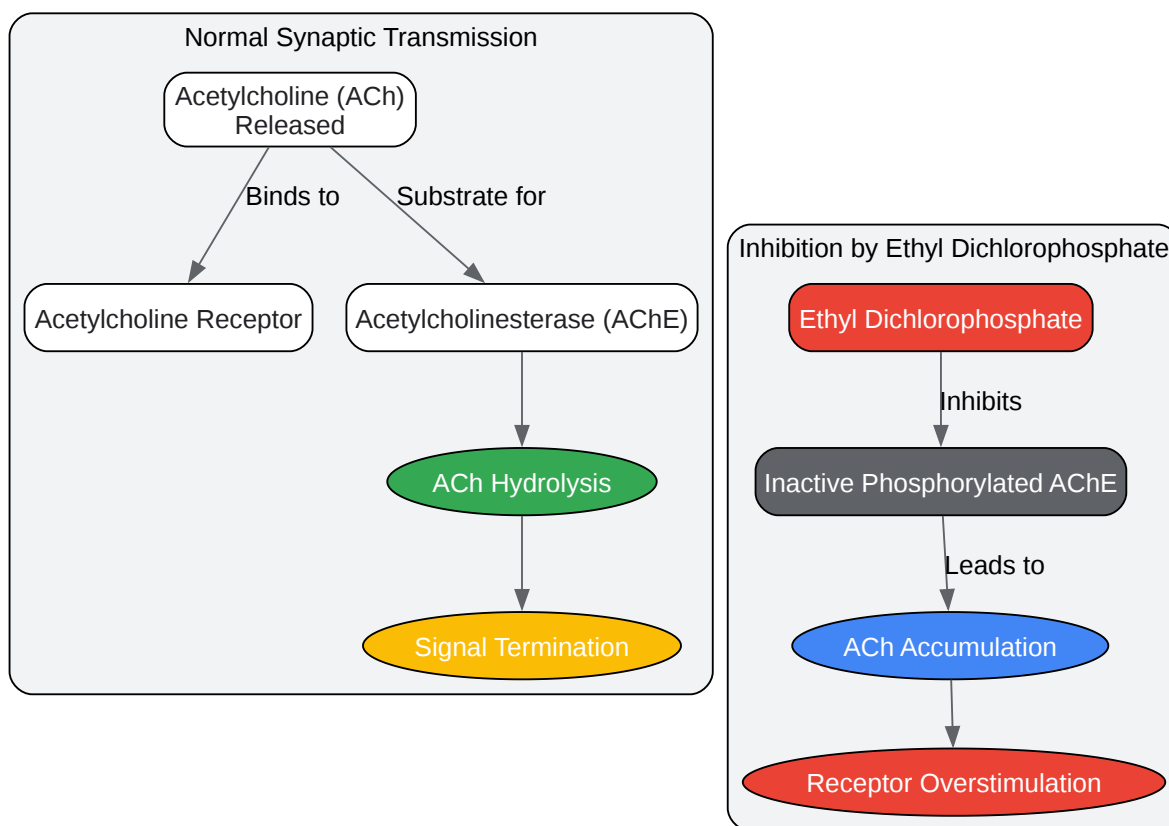 Normal Synaptic Transmission
Acetylcholine (ACh)
Released
Binds to
Substrate for
Acetylcholine Receptor
Acetylcholinesterase (AChE)
ACh Hydrolysis
Signal Termination
Inhibition by Ethyl Dichlorophosphate
Ethyl Dichlorophosphate
Inhibits
Inactive Phosphorylated AChE
Leads to
ACh Accumulation
Receptor Overstimulation